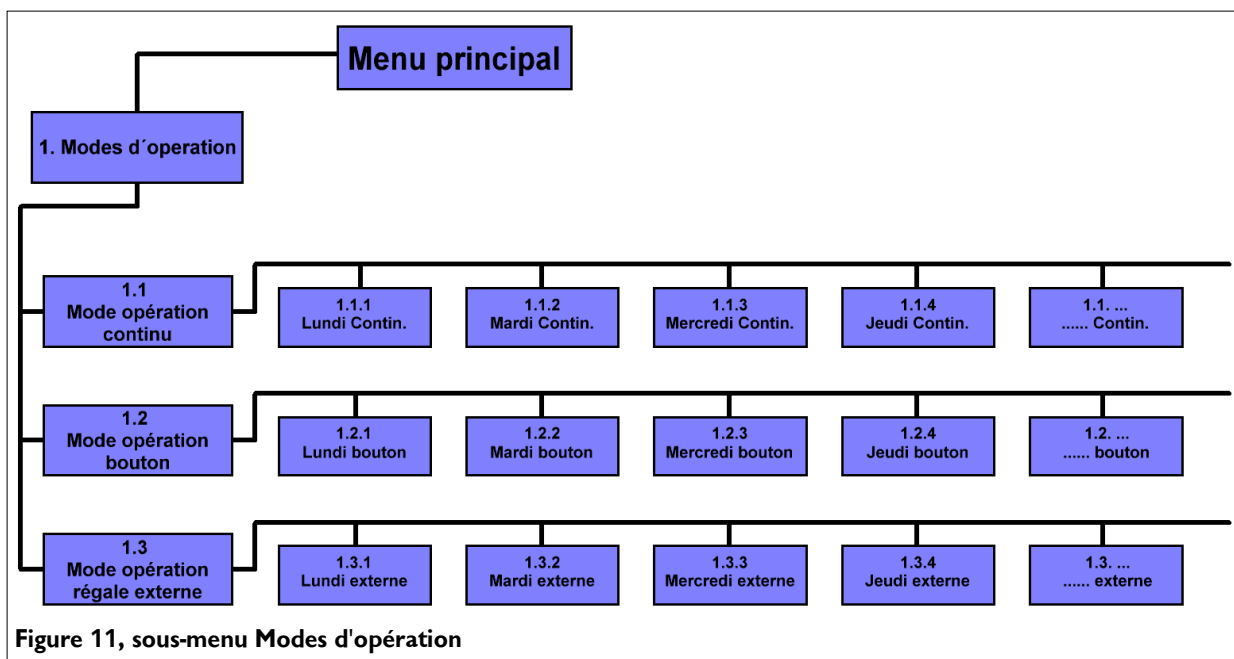 Menu principal
1. Modes d´operation
1.1
Mode opération
continu
1.1.1
Lundi Contin.
1.1.2
Mardi Contin.
1.1.3
Mercredi Contin.
1.1.4
Jeudi Contin.
1.1. ...
...... Contin.
1.2
Mode opération
bouton
1.2.1
Lundi bouton
1.2.2
Mardi bouton
1.2.3
Mercredi bouton
1.2.4
Jeudi bouton
1.2. ...
...... bouton
1.3
Mode opération
régale externe
1.3.1
Lundi externe
1.3.2
Mardi externe
1.3.3
Mercredi externe
1.3.4
Jeudi externe
1.3. ...
...... externe
Figure 11, sous-menu Modes d'opération